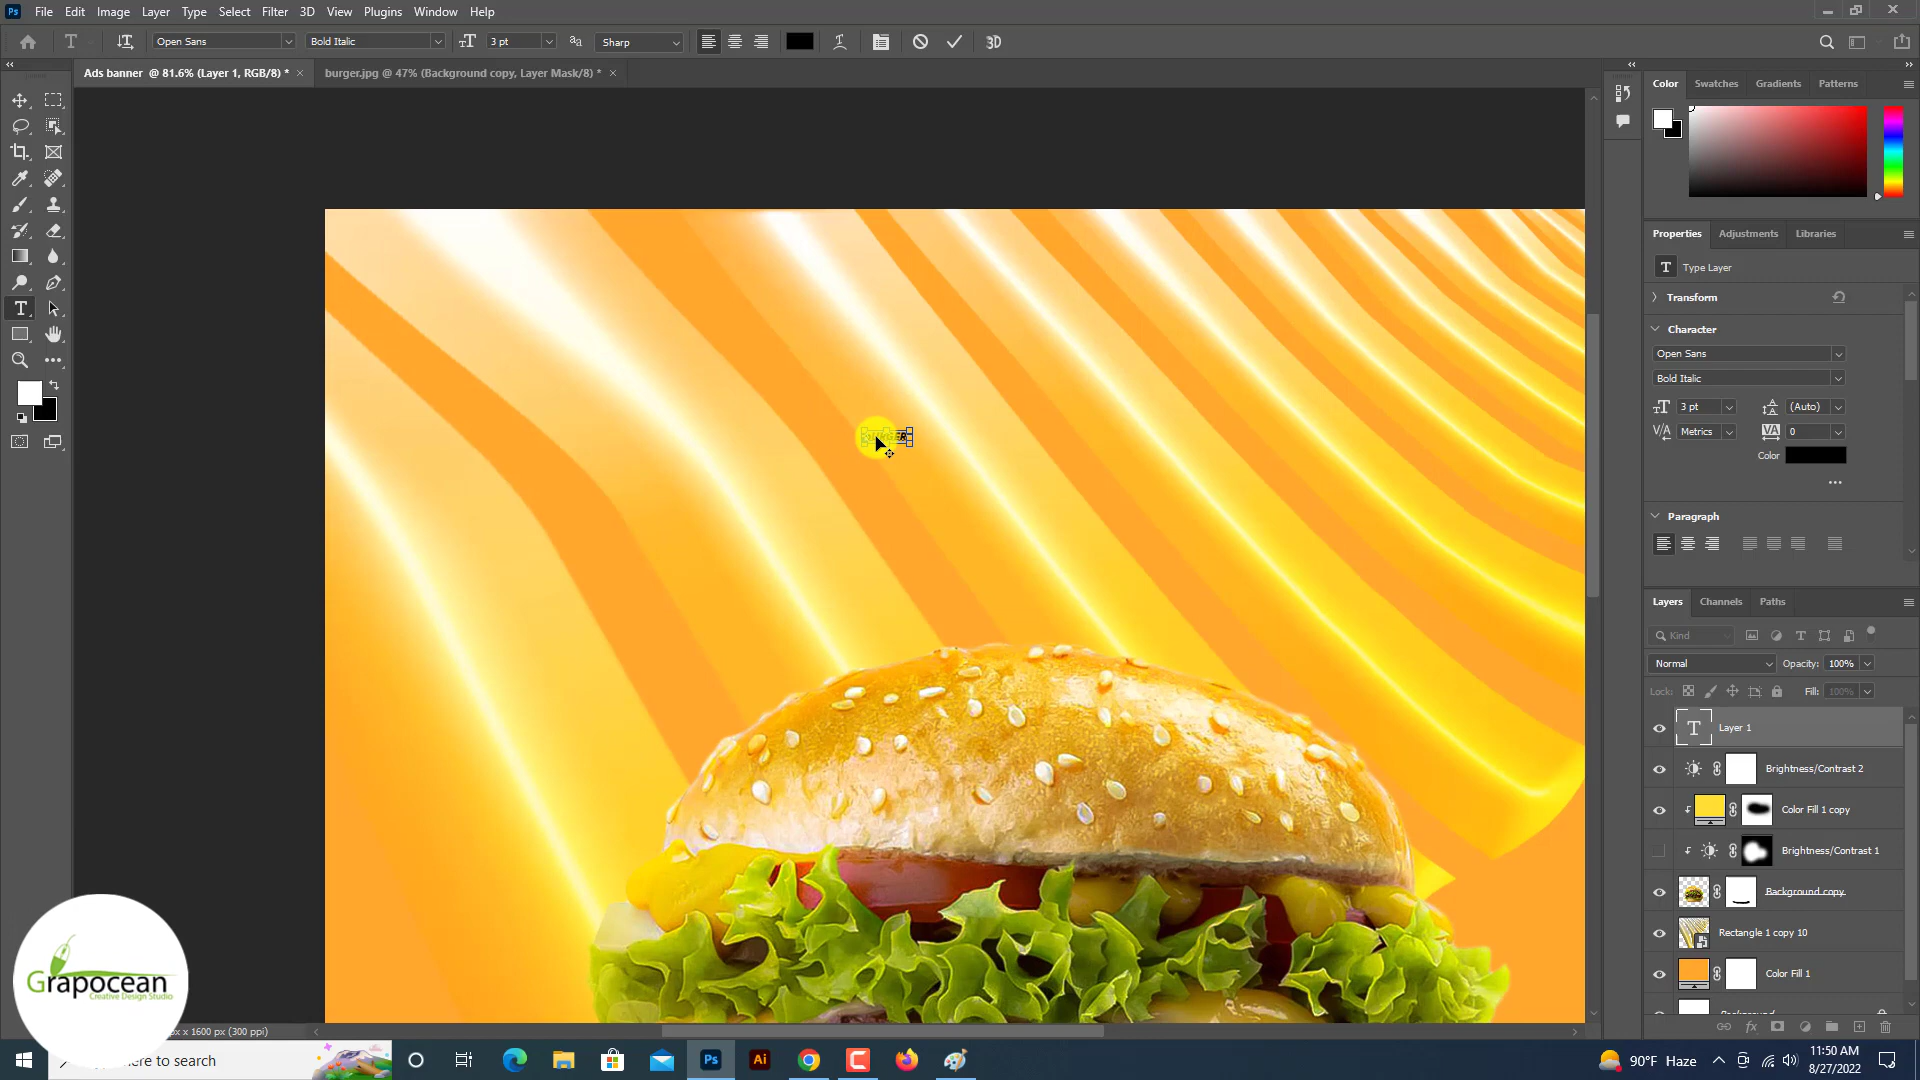 Ps File Edit Image Layer Type Select Filter 3D View Plugins Window Help
Open Sans Bold Italic 3 pt Sharp 3D
Ads banner @ 81.6% (Layer 1, RGB/8) * × burger.jpg @ 47% (Background copy, Layer Mask/8) * ×
Color Swatches Gradients Patterns
Properties Adjustments Libraries
T Type Layer
Transform
Character
Open Sans
Bold Italic
3 pt (Auto)
Metrics 0
Color
Paragraph
Layers Channels Paths
Kind
Normal Opacity: 100%
Lock: Fill: 100%
T Layer 1
Brightness/Contrast 2
Color Fill 1 copy
Brightness/Contrast 1
Background copy
Rectangle 1 copy 10
Color Fill 1
Grapocean
Creative Design Studio
px x 1600 px (300 ppi)
here to search
Ps Ai
90°F Haze
11:50 AM
8/27/2022